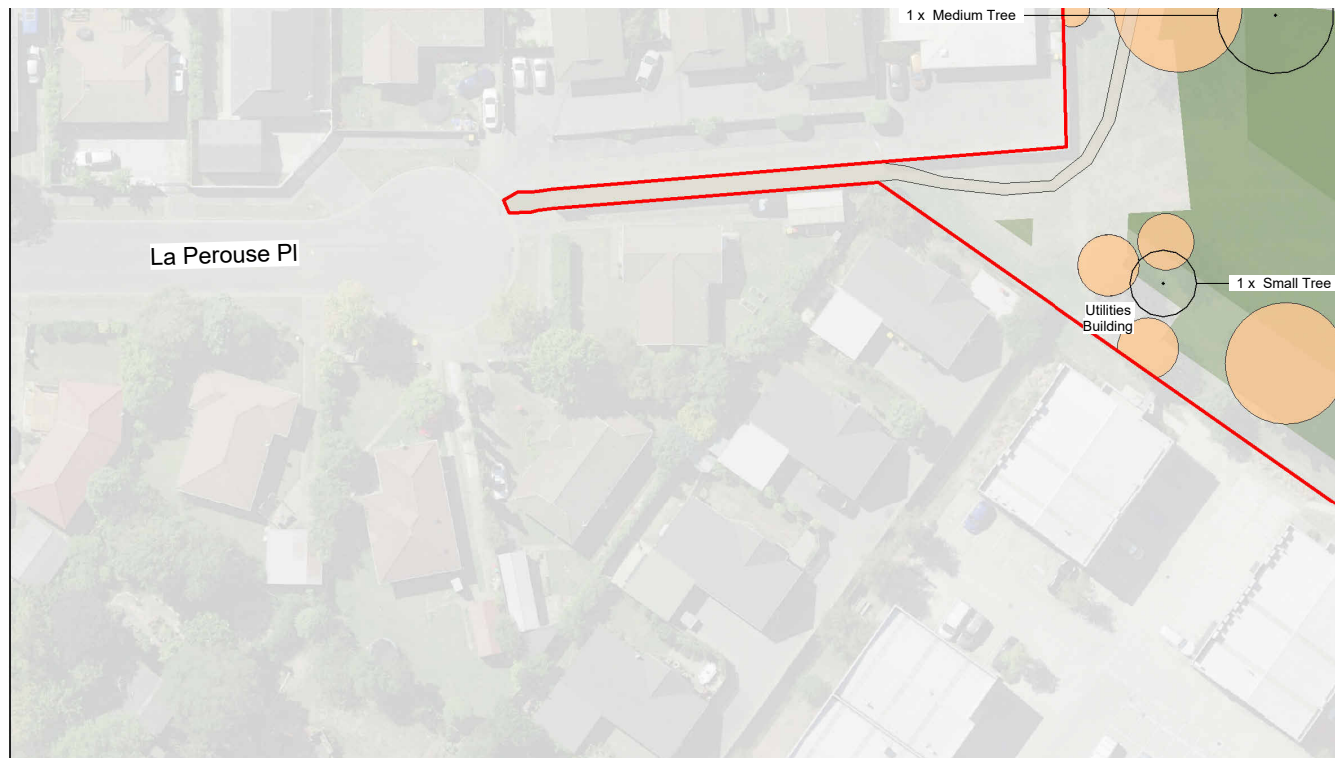 1 x Medium Tree
La Perouse Pl
1 x Small Tree
Utilities
Building